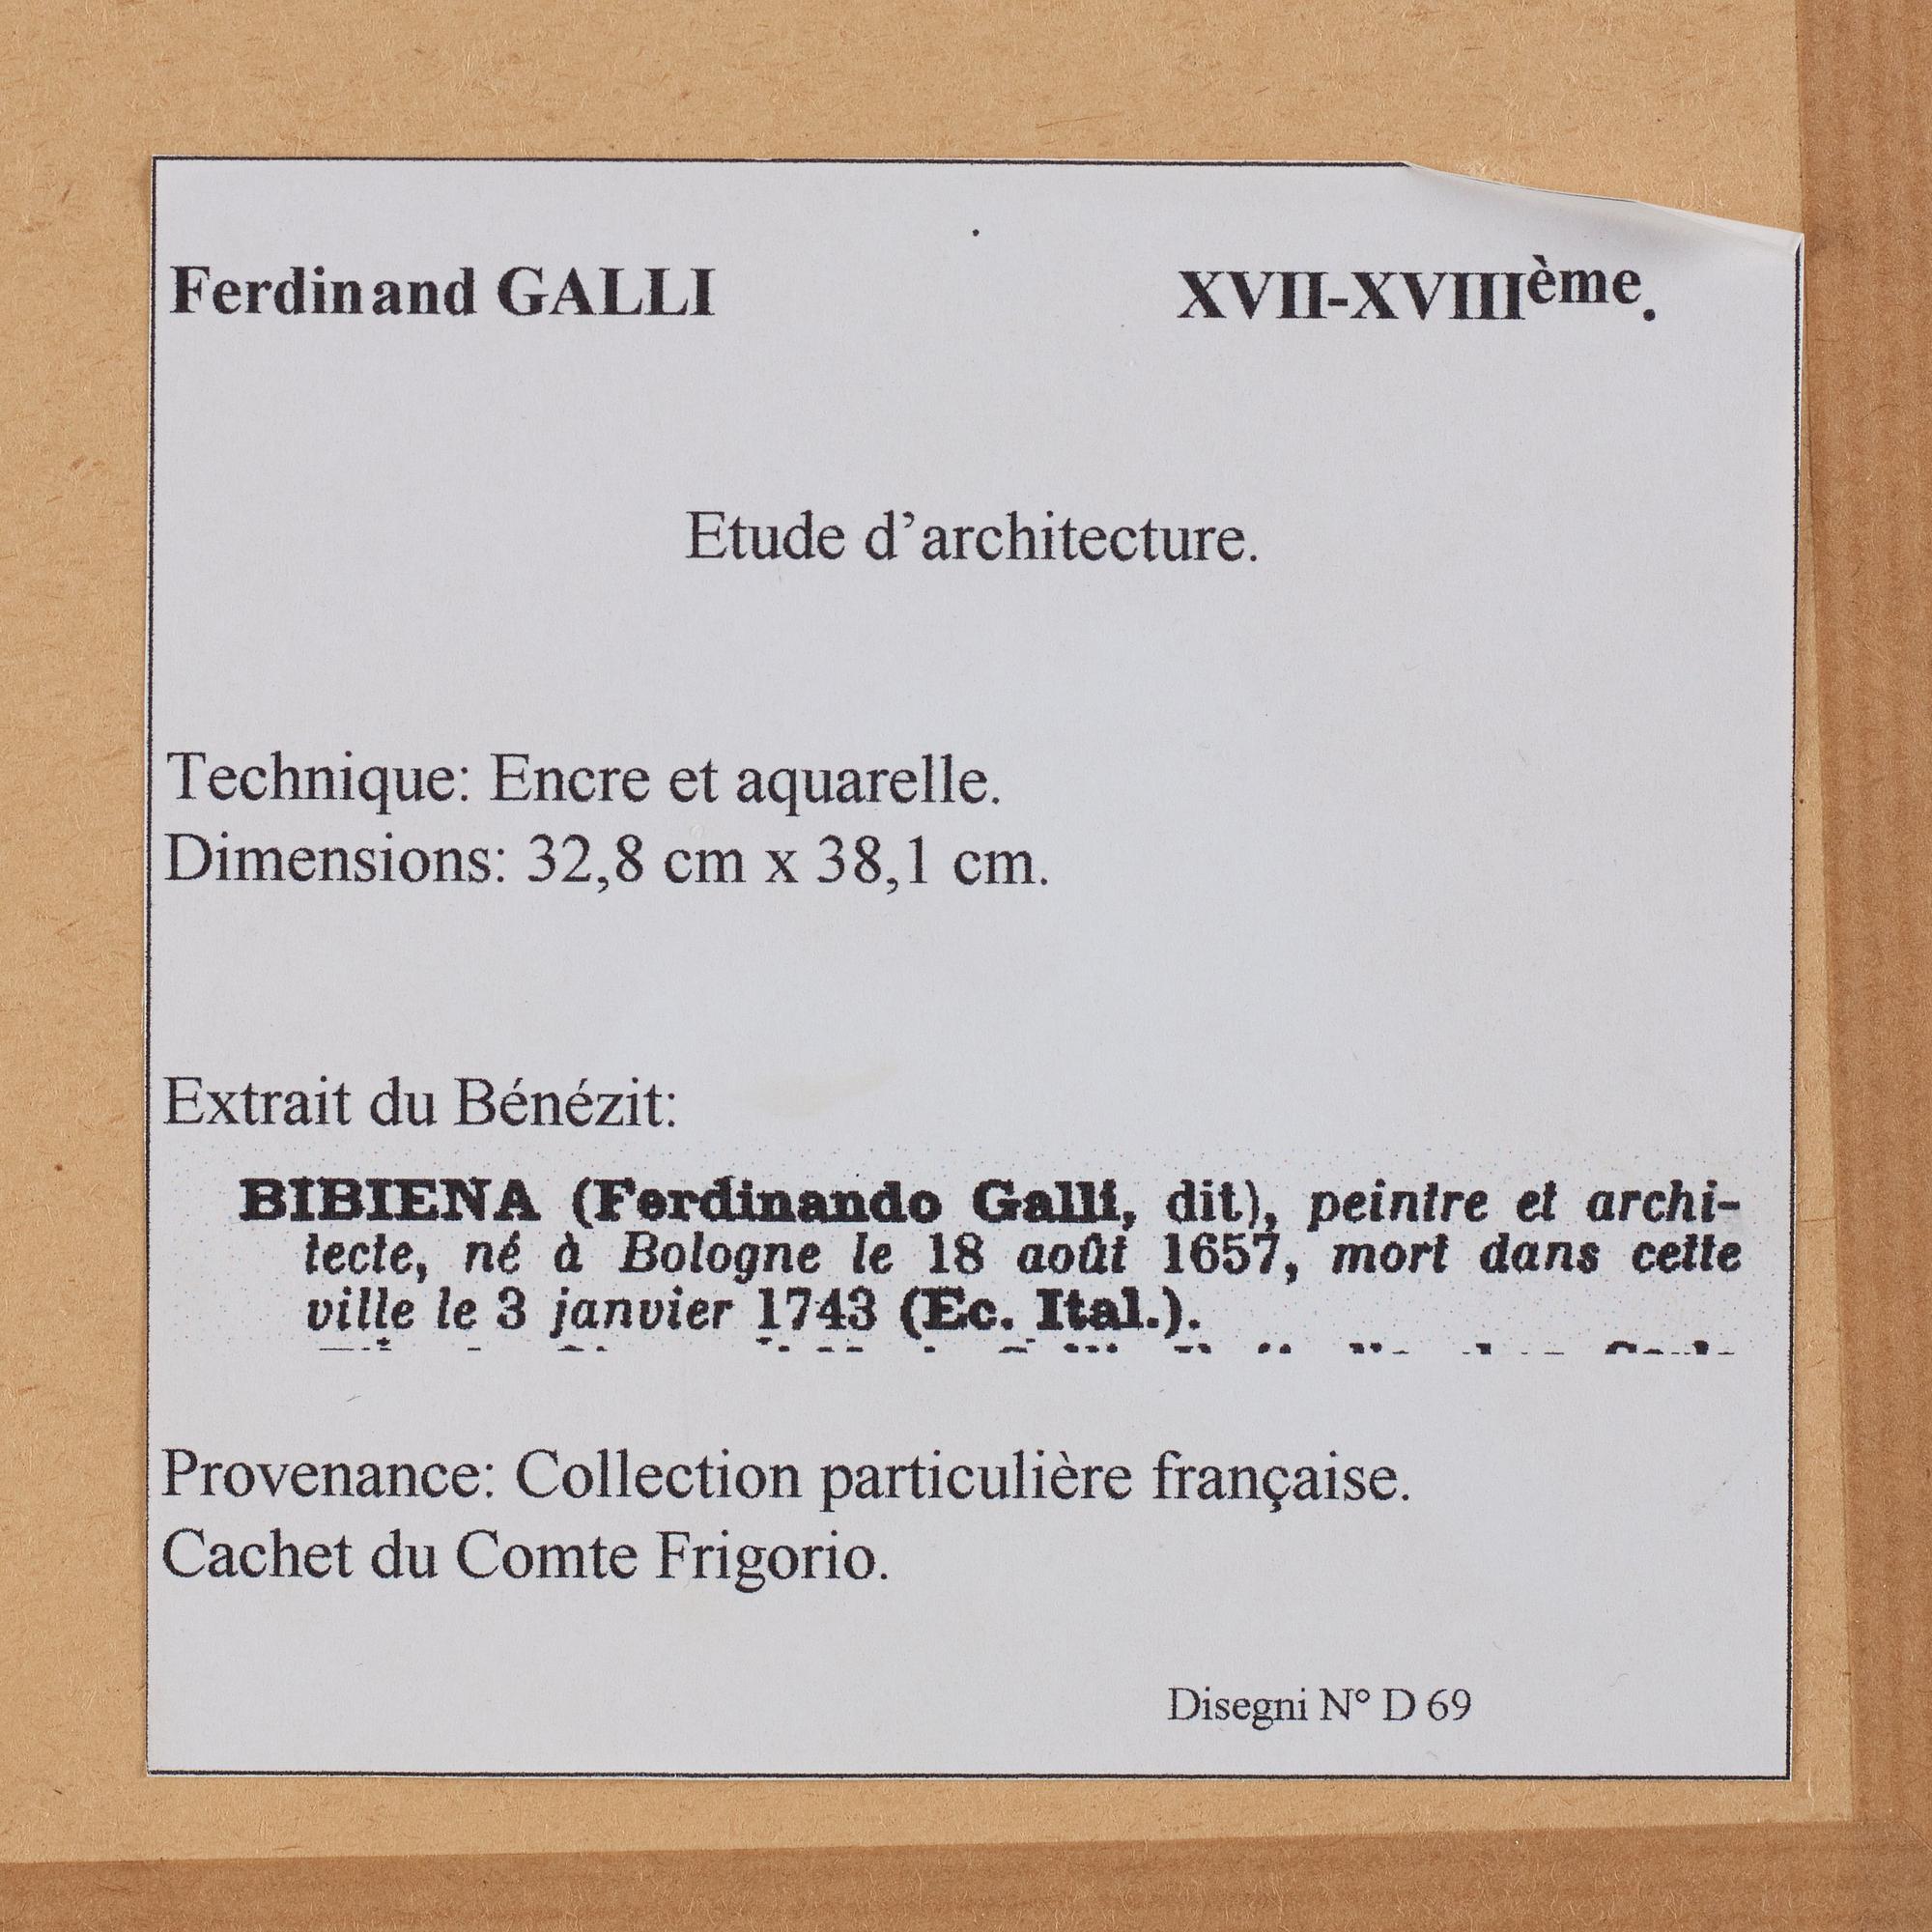 Ferdinand GALLI XVII-XVIIIème.
Etude d’architecture.
Technique: Encre et aquarelle.
Dimensions: 32,8 cm x 38,1 cm.
Extrait du Bénézit:
BIBIENA (Ferdinando Galli, dit), peintre et archi-
tecte, né à Bologne le 18 août 1657, mort dans cette
ville le 3 janvier 1743 (Ec. Ital.).
Provenance: Collection particulière française.
Cachet du Comte Frigorio.
Disegni N° D 69